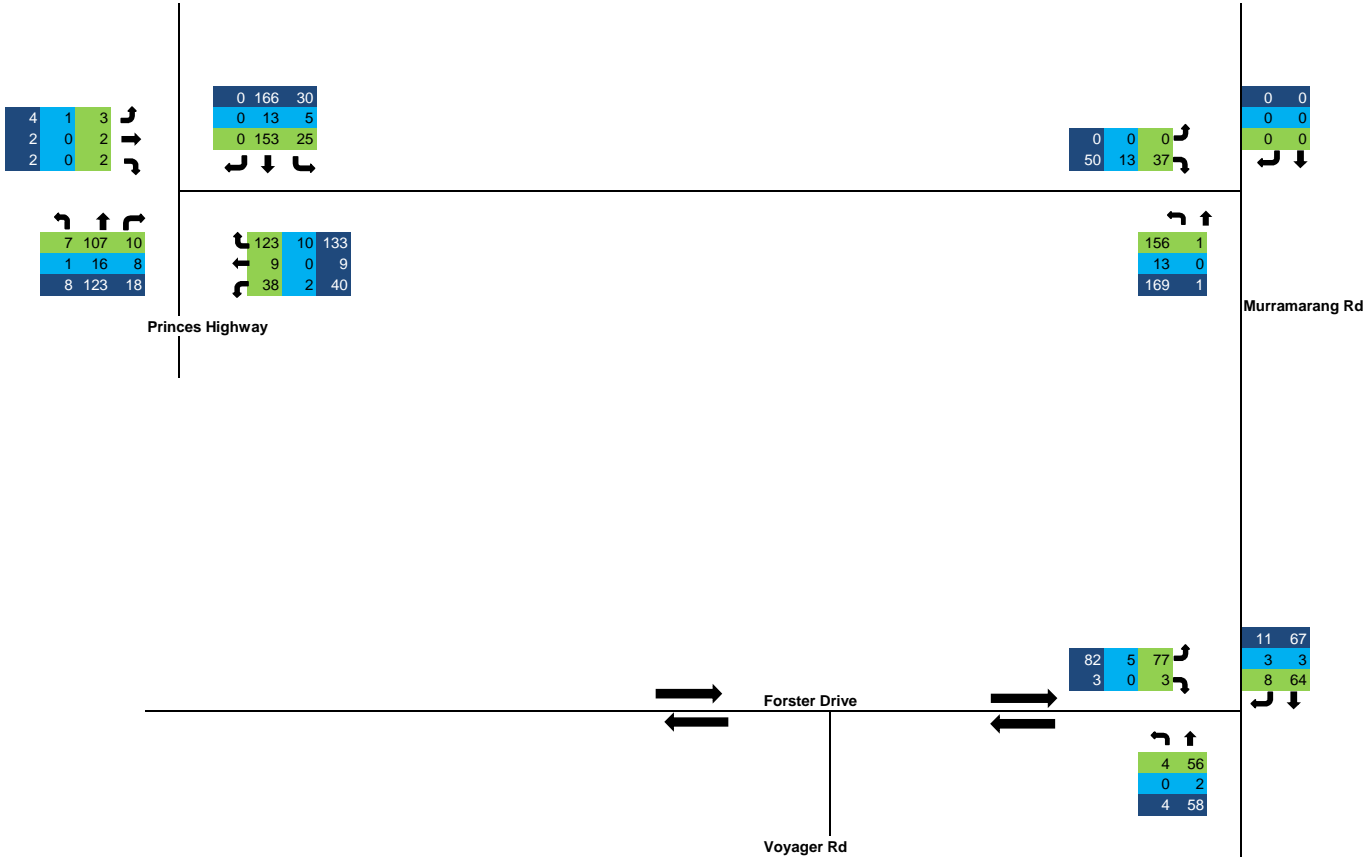 0 166 30
0 13 5
0 153 25
4 1 3
2 0 2
2 0 2
0 0
0 0
0 0
0 0 0
50 13 37
7 107 10
1 16 8
8 123 18
123 10 133
9 0 9
38 2 40
156 1
13 0
169 1
Murramarang Rd
Princes Highway
11 67
3 3
8 64
82 5 77
3 0 3
Forster Drive
4 56
0 2
4 58
Voyager Rd